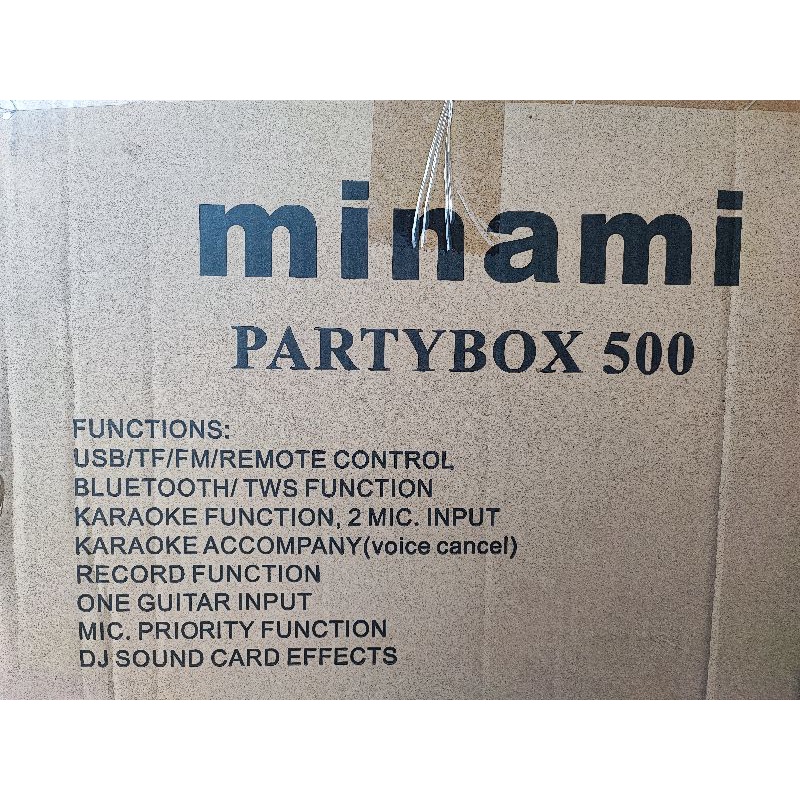 minami
PARTYBOX 500
FUNCTIONS:
USB/TF/FM/REMOTE CONTROL
BLUETOOTH/ TWS FUNCTION
KARAOKE FUNCTION, 2 MIC. INPUT
KARAOKE ACCOMPANY(voice cancel)
RECORD FUNCTION
ONE GUITAR INPUT
MIC. PRIORITY FUNCTION
DJ SOUND CARD EFFECTS